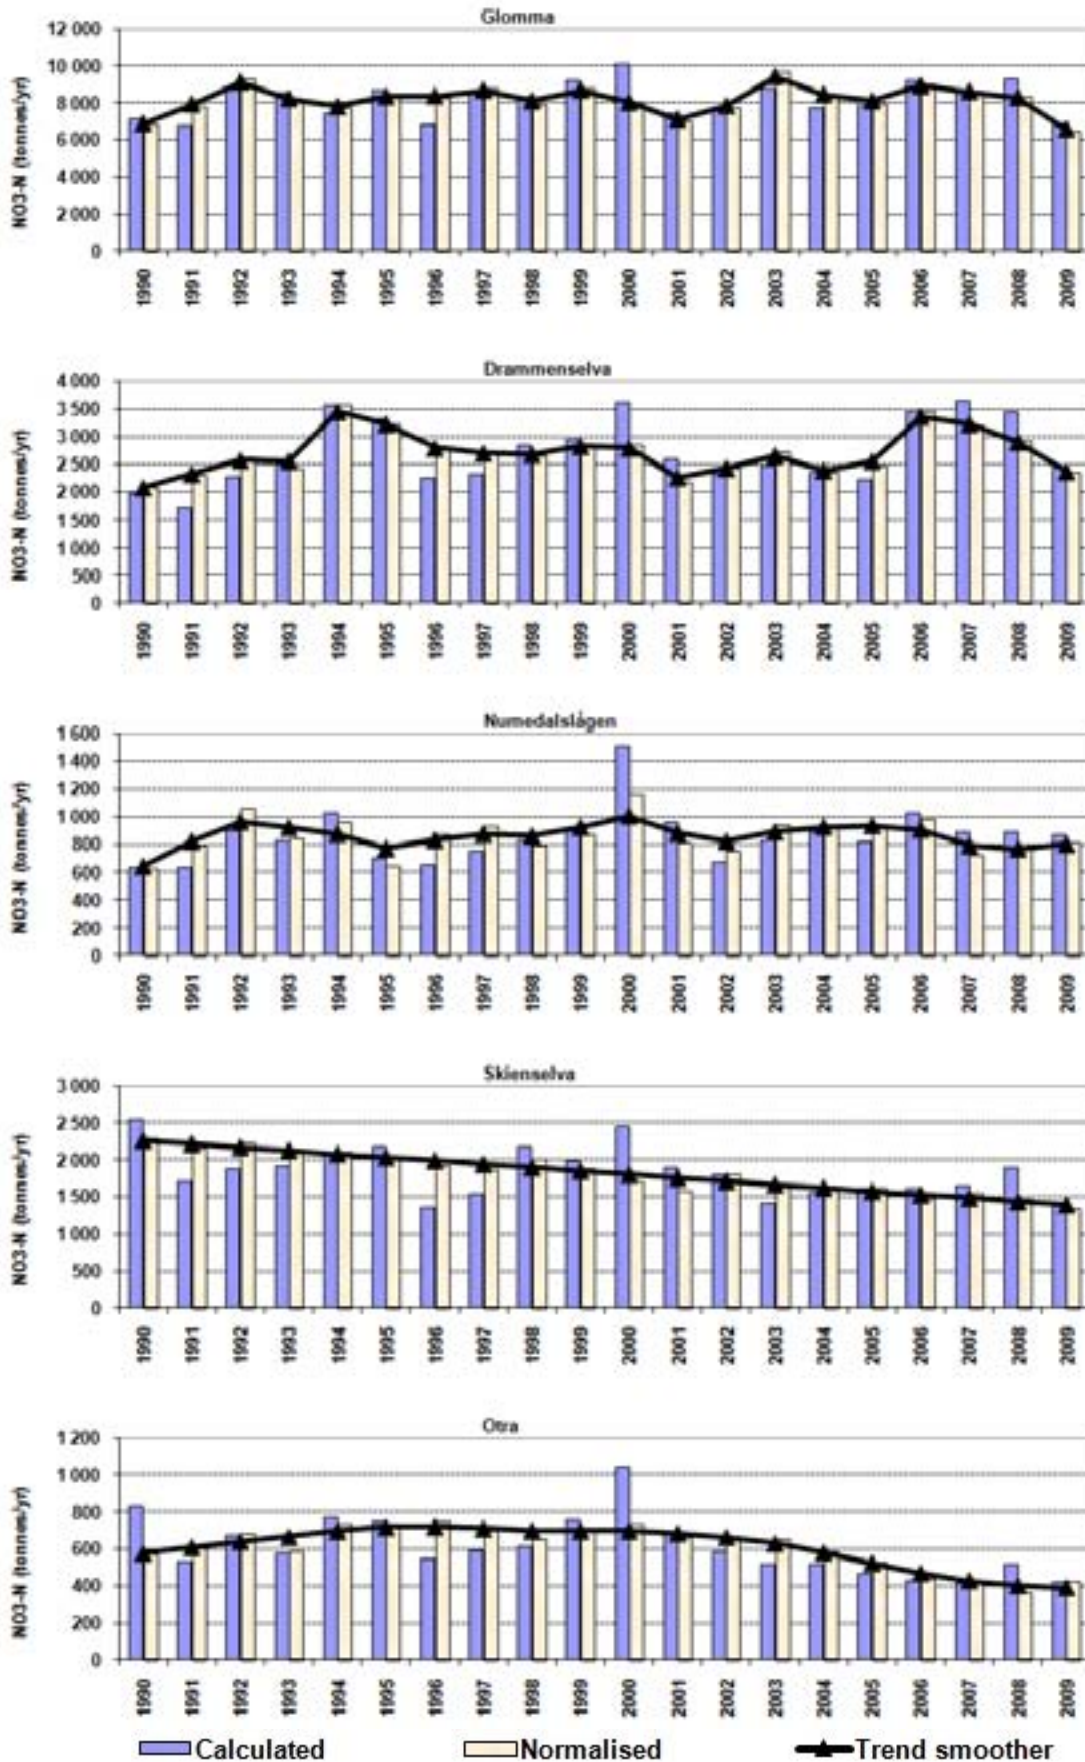 Glomma
NO3-N (tonnes/yr)
12 000
10 000
8 000
6 000
4 000
2 000
0
1990 1991 1992 1993 1994 1995 1996 1997 1998 1999 2000 2001 2002 2003 2004 2005 2006 2007 2008 2009
Drammenselva
NO3-N (tonnes/yr)
4 000
3 500
3 000
2 500
2 000
1 500
1 000
500
0
1990 1991 1992 1993 1994 1995 1996 1997 1998 1999 2000 2001 2002 2003 2004 2005 2006 2007 2008 2009
Numedalslågen
NO3-N (tonnes/yr)
1 600
1 400
1 200
1 000
800
600
400
200
0
1990 1991 1992 1993 1994 1995 1996 1997 1998 1999 2000 2001 2002 2003 2004 2005 2006 2007 2008 2009
Skienselva
NO3-N (tonnes/yr)
3 000
2 500
2 000
1 500
1 000
500
0
1990 1991 1992 1993 1994 1995 1996 1997 1998 1999 2000 2001 2002 2003 2004 2005 2006 2007 2008 2009
Otra
NO3-N (tonnes/yr)
1 200
1 000
800
600
400
200
0
1990 1991 1992 1993 1994 1995 1996 1997 1998 1999 2000 2001 2002 2003 2004 2005 2006 2007 2008 2009
Calculated Normalised Trend smoother